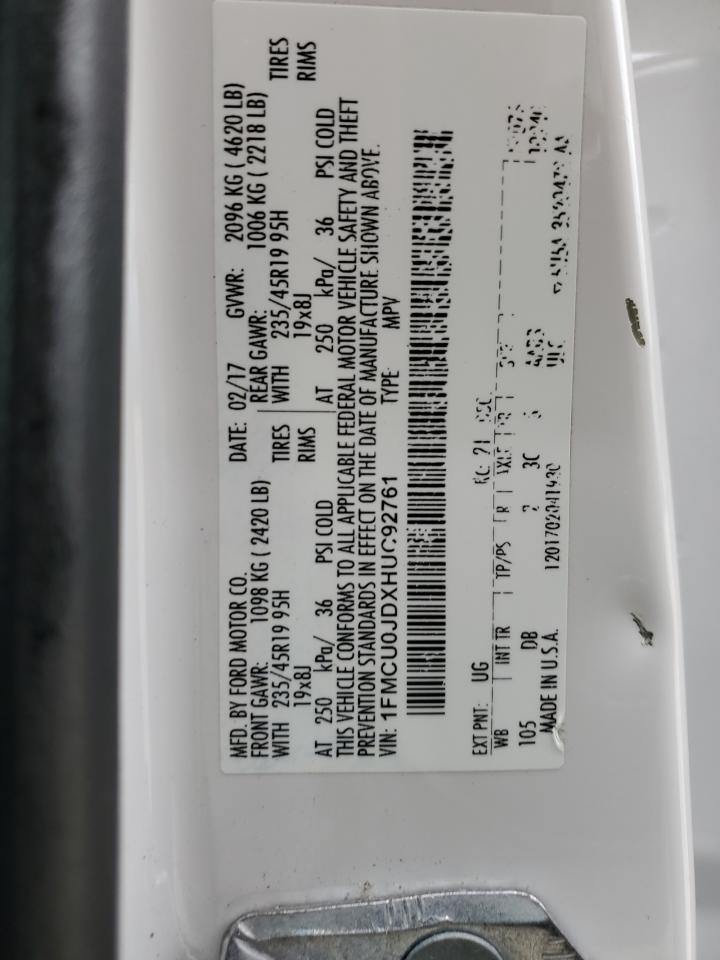 MFD. BY FORD MOTOR CO. DATE: 02/17 GVWR: 2096 KG ( 4620 LB)
FRONT GAWR: 1098 KG ( 2420 LB) REAR GAWR: 1006 KG ( 2218 LB)
WITH 235/45R19 95H TIRES WITH 235/45R19 95H TIRES
19x8J RIMS 19x8J RIMS
AT 250 kPa/ 36 PSI COLD AT 250 kPa/ 36 PSI COLD
THIS VEHICLE CONFORMS TO ALL APPLICABLE FEDERAL MOTOR VEHICLE SAFETY AND THEFT
PREVENTION STANDARDS IN EFFECT ON THE DATE OF MANUFACTURE SHOWN ABOVE.
VIN: 1FMCU0JDXHUC92761 TYPE: MPV
EXT PNT: UG RC: 21
WB INT TR TP/PS R AXLE TR
105 DB 2 3C
MADE IN U.S.A.